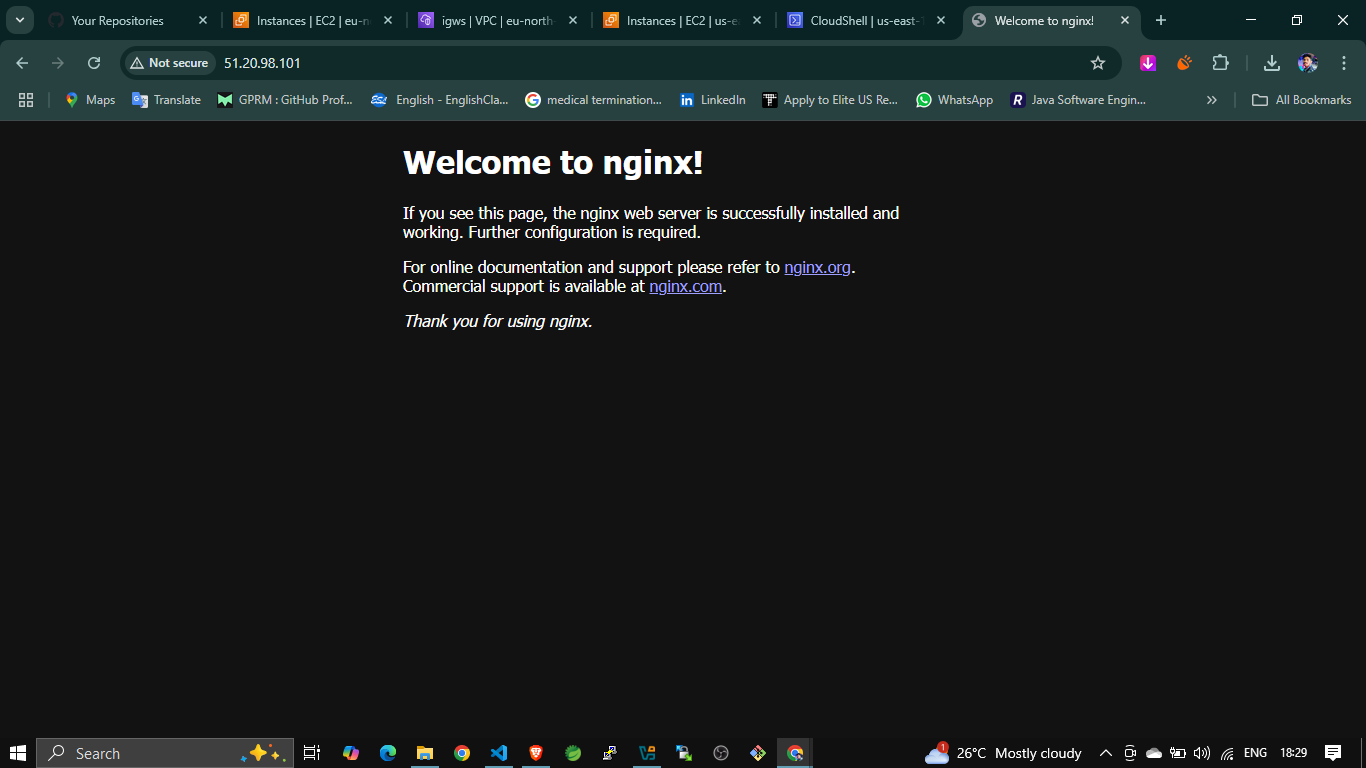 Your Repositories
Instances | EC2 | eu-n
igws | VPC | eu-north-
Instances | EC2 | us-ea
CloudShell | us-east-1
Welcome to nginx!
Not secure
51.20.98.101
Maps
Translate
GPRM : GitHub Prof...
English - EnglishCla...
medical termination...
LinkedIn
Apply to Elite US Re...
WhatsApp
Java Software Engin...
All Bookmarks
Welcome to nginx!
If you see this page, the nginx web server is successfully installed and
working. Further configuration is required.
For online documentation and support please refer to nginx.org.
Commercial support is available at nginx.com.
Thank you for using nginx.
Search
1
26°C Mostly cloudy
ENG
18:29